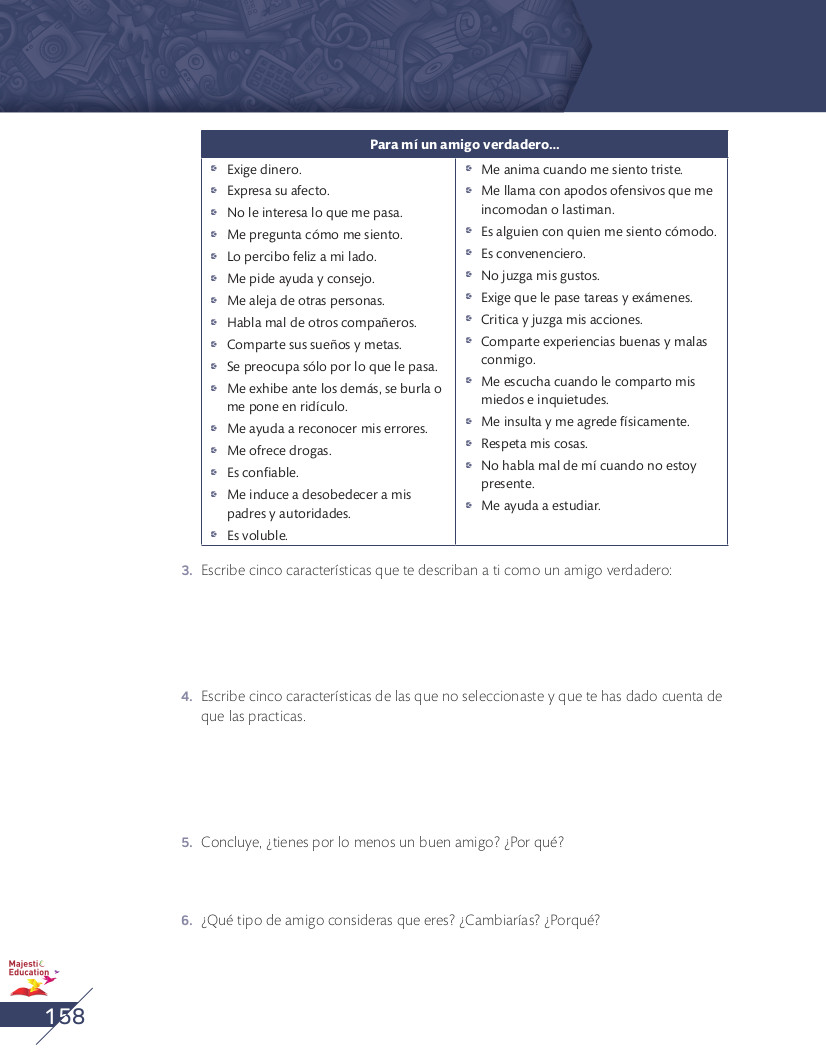 Para mí un amigo verdadero...
Exige dinero.
Expresa su afecto.
No le interesa lo que me pasa.
Me pregunta cómo me siento.
Lo percibo feliz a mi lado.
Me pide ayuda y consejo.
Me aleja de otras personas.
Habla mal de otros compañeros.
Comparte sus sueños y metas.
Se preocupa sólo por lo que le pasa.
Me exhibe ante los demás, se burla o
me pone en ridículo.
Me ayuda a reconocer mis errores.
Me ofrece drogas.
Es confiable.
Me induce a desobedecer a mis
padres y autoridades.
Es voluble.
Me anima cuando me siento triste.
Me llama con apodos ofensivos que me
incomodan o lastiman.
Es alguien con quien me siento cómodo.
Es convenenciero.
No juzga mis gustos.
Exige que le pase tareas y exámenes.
Critica y juzga mis acciones.
Comparte experiencias buenas y malas
conmigo.
Me escucha cuando le comparto mis
miedos e inquietudes.
Me insulta y me agrede físicamente.
Respeta mis cosas.
No habla mal de mí cuando no estoy
presente.
Me ayuda a estudiar.
3. Escribe cinco características que te describan a ti como un amigo verdadero:
4. Escribe cinco características de las que no seleccionaste y que te has dado cuenta de
que las practicas.
5. Concluye, ¿tienes por lo menos un buen amigo? ¿Por qué?
6. ¿Qué tipo de amigo consideras que eres? ¿Cambiarías? ¿Porqué?
Majestic
Education
158